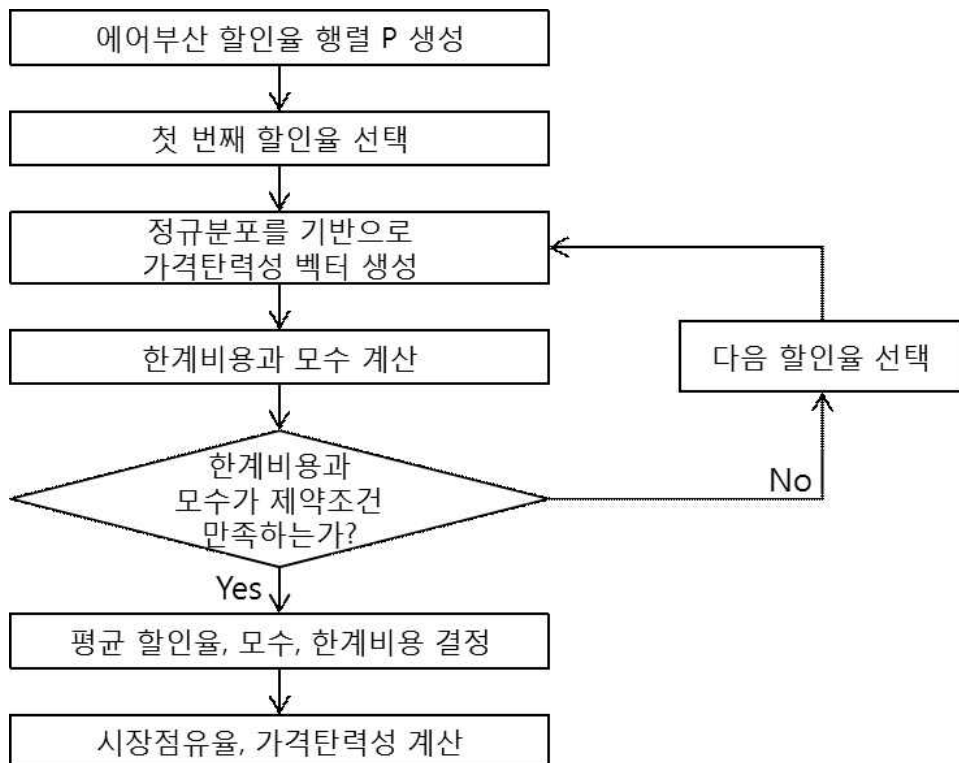 에어부산 할인율 행렬 P 생성
첫 번째 할인율 선택
정규분포를 기반으로
가격탄력성 벡터 생성
한계비용과 모수 계산
다음 할인율 선택
한계비용과
모수가 제약조건
만족하는가?
No
Yes
평균 할인율, 모수, 한계비용 결정
시장점유율, 가격탄력성 계산